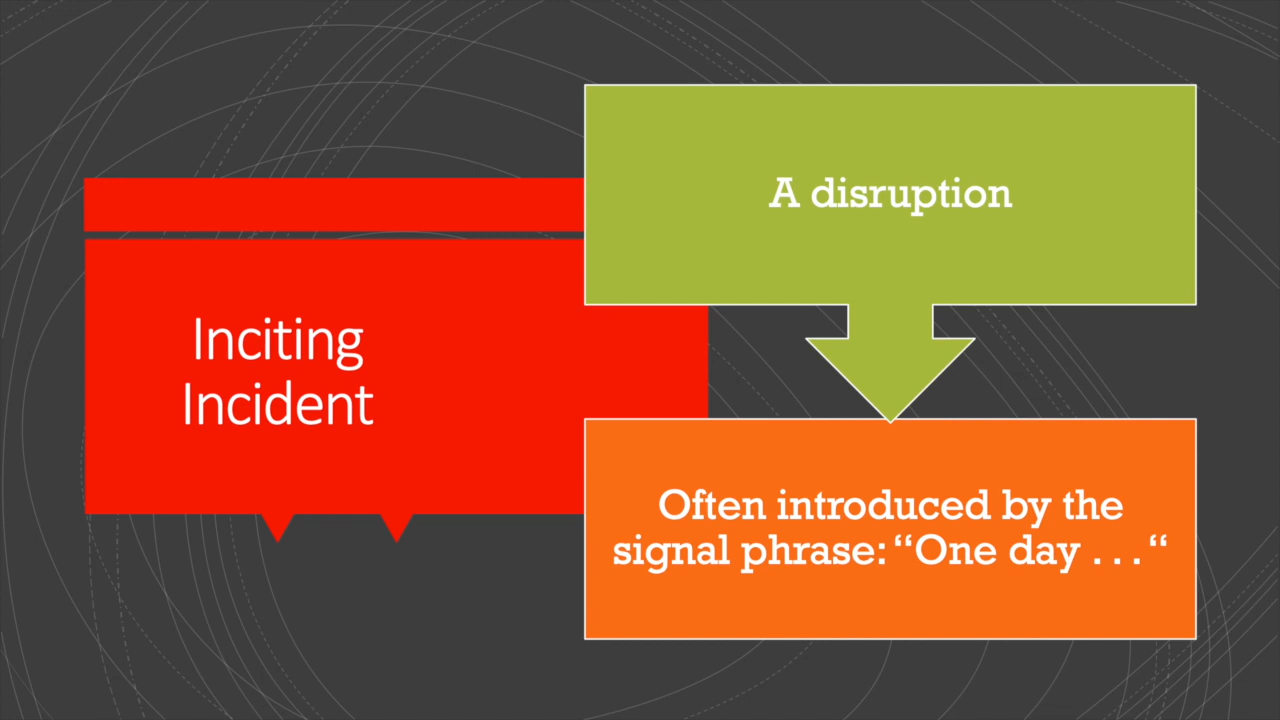 Inciting
Incident
A disruption
Often introduced by the
signal phrase: “One day . . . “